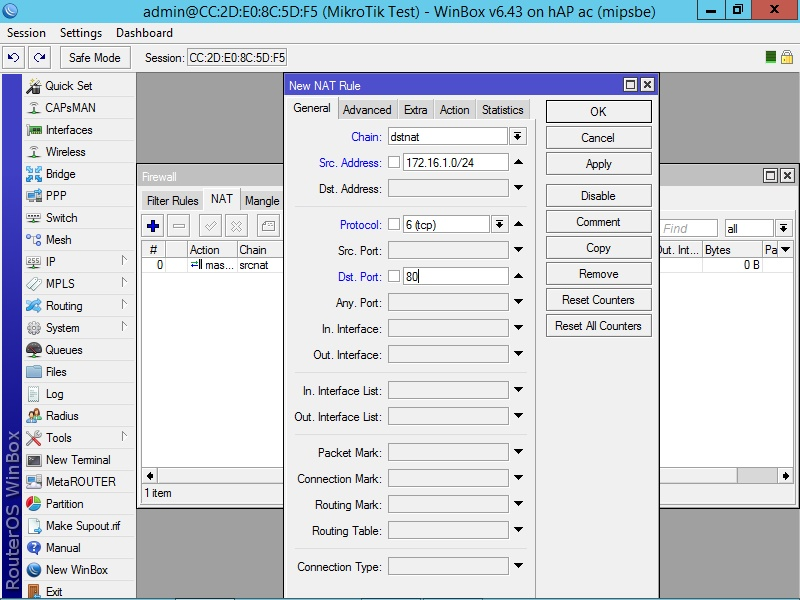 admin@CC:2D:E0:8C:5D:F5 (MikroTik Test) - WinBox v6.43 on hAP ac (mipsbe)
Session Settings Dashboard
Safe Mode Session: CC:2D:E0:8C:5D:F5
RouterOS WinBox
Quick Set
CAPsMAN
Interfaces
Wireless
Bridge
PPP
Switch
Mesh
IP
MPLS
Routing
System
Queues
Files
Log
Radius
Tools
New Terminal
MetaROUTER
Partition
Make Supout.rif
Manual
New WinBox
Exit
Firewall
Filter Rules NAT Mangle
Find all
# Action Chain Out. Int... Bytes Pa
0 mas... srcnat 0 B
1 item
New NAT Rule
General Advanced Extra Action Statistics
Chain: dstnat
Src. Address: 172.16.1.0/24
Dst. Address:
Protocol: 6 (tcp)
Src. Port:
Dst. Port: 80
Any. Port:
In. Interface:
Out. Interface:
In. Interface List:
Out. Interface List:
Packet Mark:
Connection Mark:
Routing Mark:
Routing Table:
Connection Type:
OK
Cancel
Apply
Disable
Comment
Copy
Remove
Reset Counters
Reset All Counters